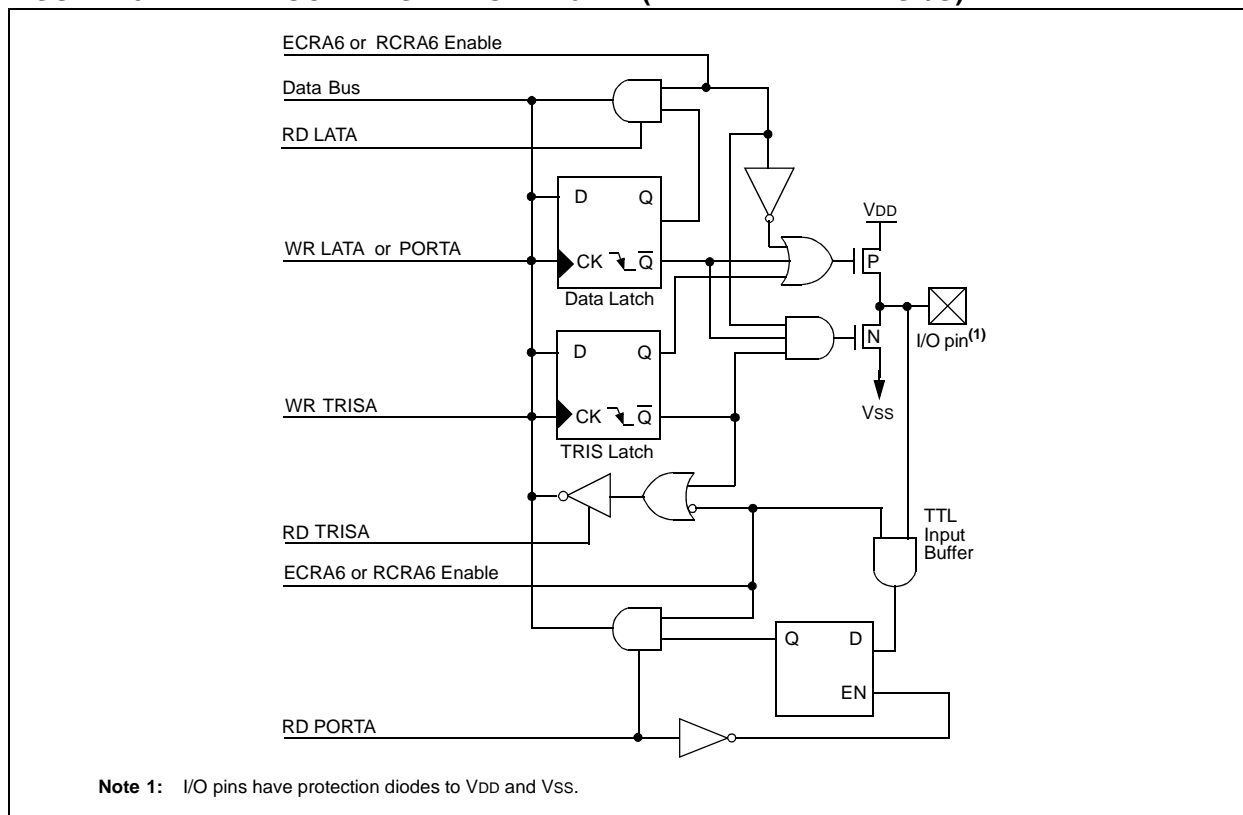 ECRA6 or RCRA6 Enable
Data Bus
RD LATA
D Q
VDD
WR LATA or PORTA
CK Q
P
Data Latch
I/O pin(1)
N
D Q
WR TRISA
CK Q
VSS
TRIS Latch
RD TRISA
TTL
Input
Buffer
ECRA6 or RCRA6 Enable
Q D
EN
RD PORTA
Note 1: I/O pins have protection diodes to VDD and VSS.